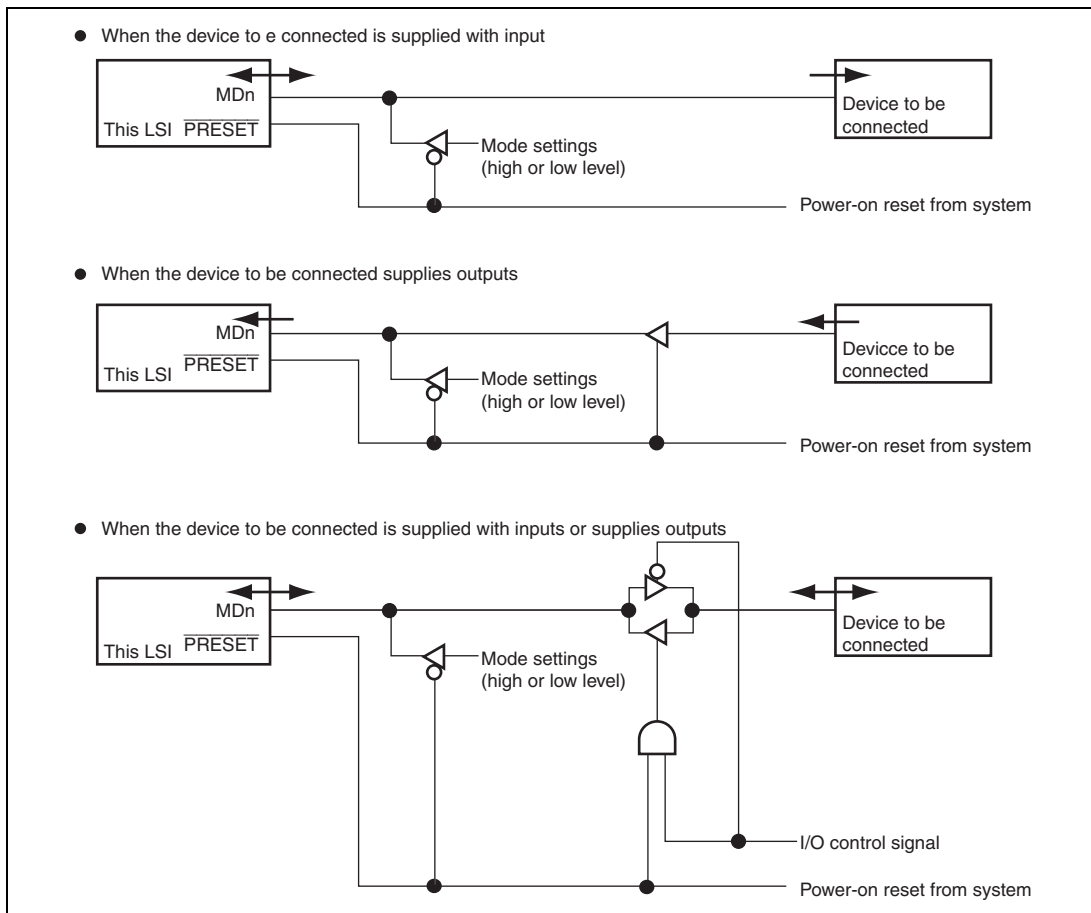 ● When the device to e connected is supplied with input
MDn
This LSI PRESET
Mode settings
(high or low level)
Device to be
connected
Power-on reset from system
● When the device to be connected supplies outputs
MDn
This LSI PRESET
Mode settings
(high or low level)
Devicce to be
connected
Power-on reset from system
● When the device to be connected is supplied with inputs or supplies outputs
MDn
This LSI PRESET
Mode settings
(high or low level)
Device to be
connected
I/O control signal
Power-on reset from system